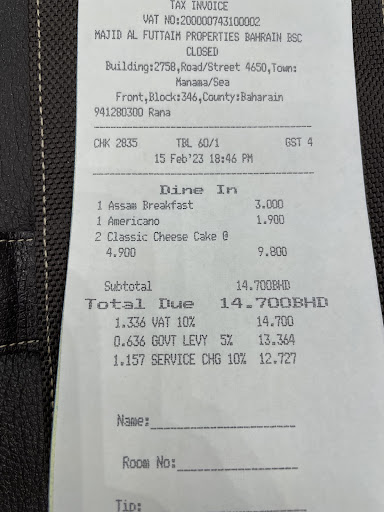 TAX INVOICE
VAT NO:200000743100002
MAJID AL FUTTAIM PROPERTIES BAHRAIN BSC
CLOSED
Building:2758,Road/Street 4650,Town:
Manama/Sea
Front,Block:346,County:Baharain
941280300 Rana
CHK 2835 TBL 60/1 GST 4
15 Feb'23 18:46 PM
Dine In
1 Assam Breakfast 3.000
1 Americano 1.900
2 Classic Cheese Cake @
4.900 9.800
Subtotal 14.700BHD
Total Due 14.700BHD
1.336 VAT 10% 14.700
0.636 GOVT LEVY 5% 13.364
1.157 SERVICE CHG 10% 12.727
Name:
Room No:
Tip: